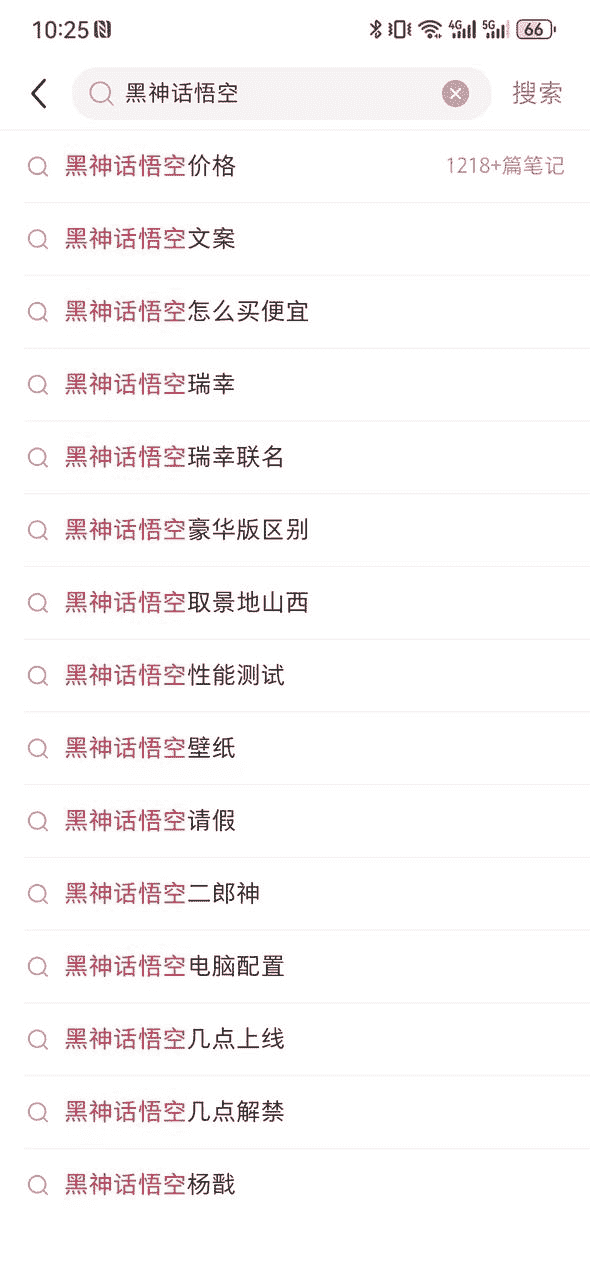 10:25
4G 5G 66
黑神话悟空 搜索
黑神话悟空价格 1218+篇笔记
黑神话悟空文案
黑神话悟空怎么买便宜
黑神话悟空瑞幸
黑神话悟空瑞幸联名
黑神话悟空豪华版区别
黑神话悟空取景地山西
黑神话悟空性能测试
黑神话悟空壁纸
黑神话悟空请假
黑神话悟空二郎神
黑神话悟空电脑配置
黑神话悟空几点上线
黑神话悟空几点解禁
黑神话悟空杨戬